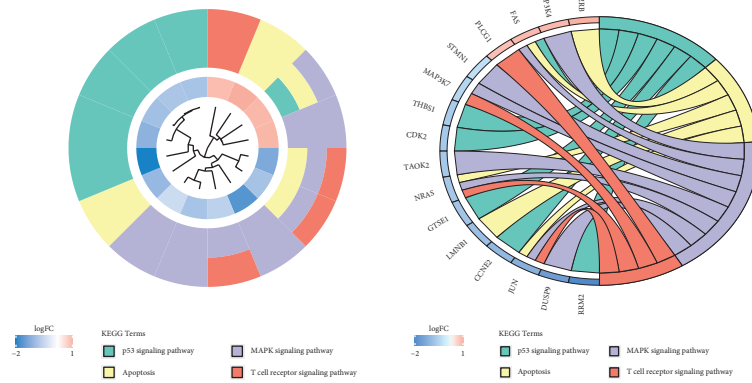 ERB
P3K4
FAS
PLCG1
STMN1
MAP3K7
THBS1
CDK2
TAOK2
NRAS
GTSE1
LMNB1
CCNE2
JUN
DUSP9
RRM2
logFC
−2 1
KEGG Terms
p53 signaling pathway
MAPK signaling pathway
Apoptosis
T cell receptor signaling pathway
logFC
−2 1
KEGG Terms
p53 signaling pathway
MAPK signaling pathway
Apoptosis
T cell receptor signaling pathway